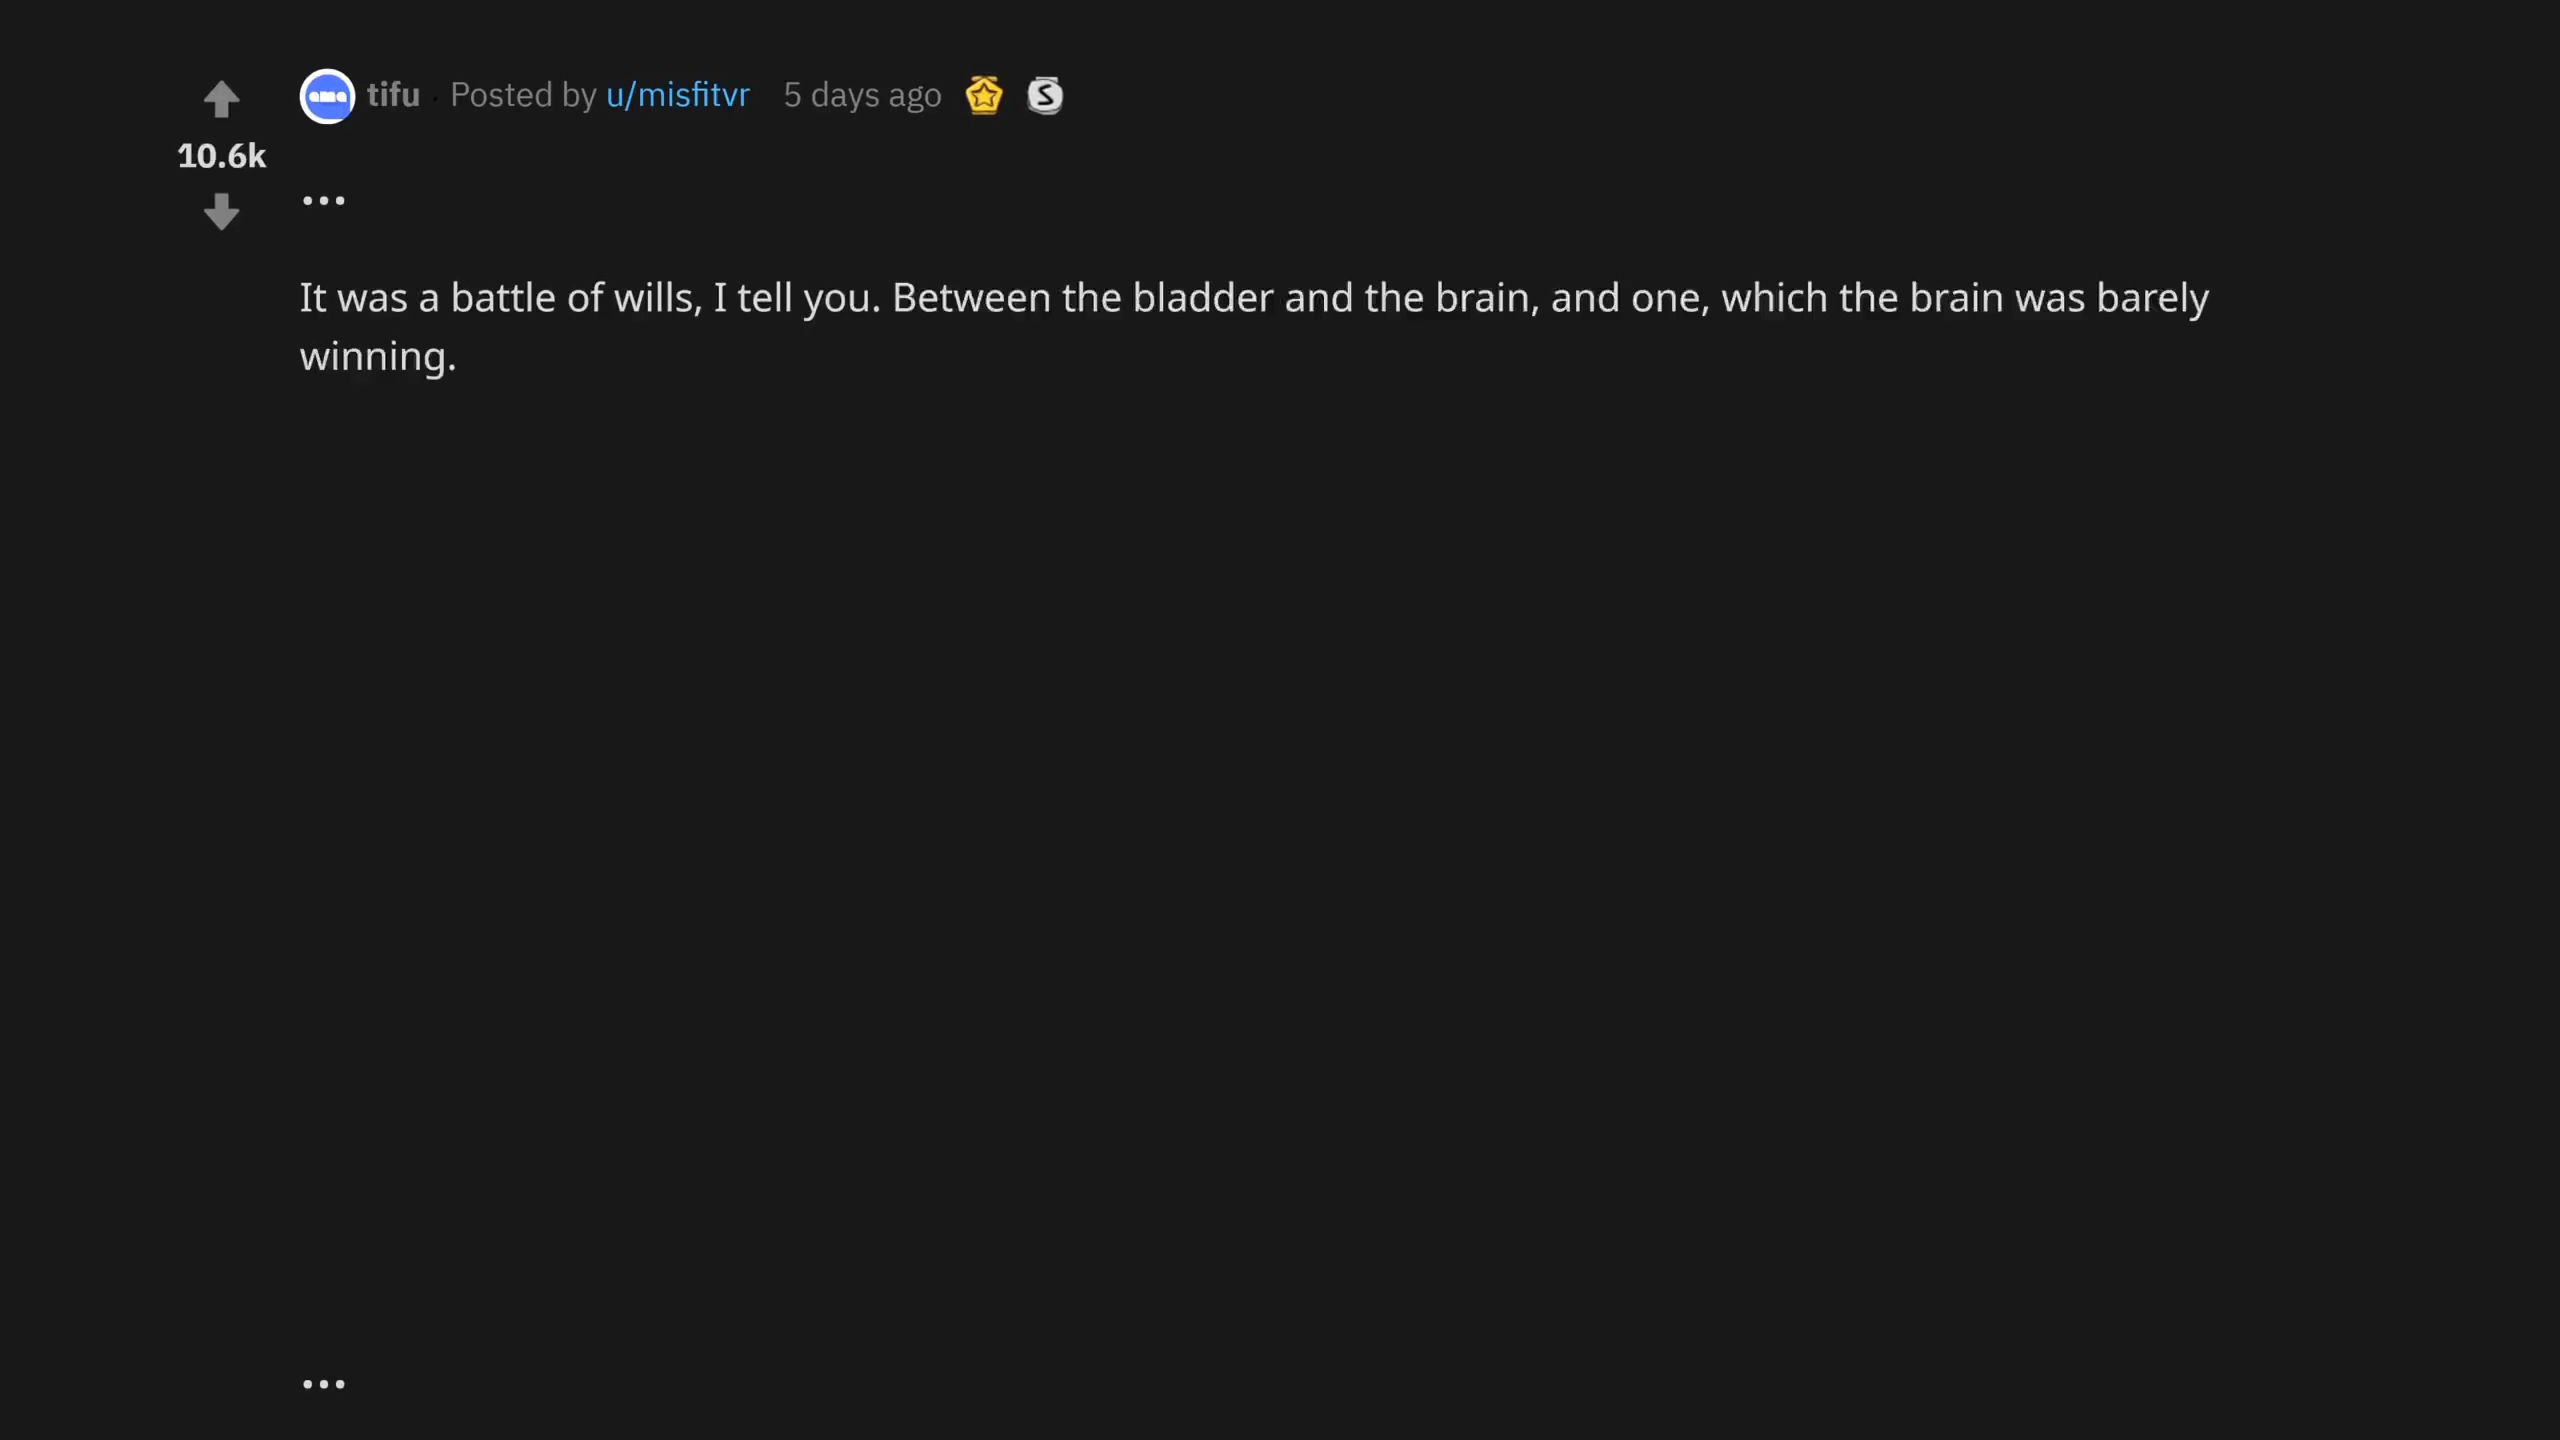 tifu · Posted by u/misfitvr 5 days ago
10.6k
...
It was a battle of wills, I tell you. Between the bladder and the brain, and one, which the brain was barely
winning.
...